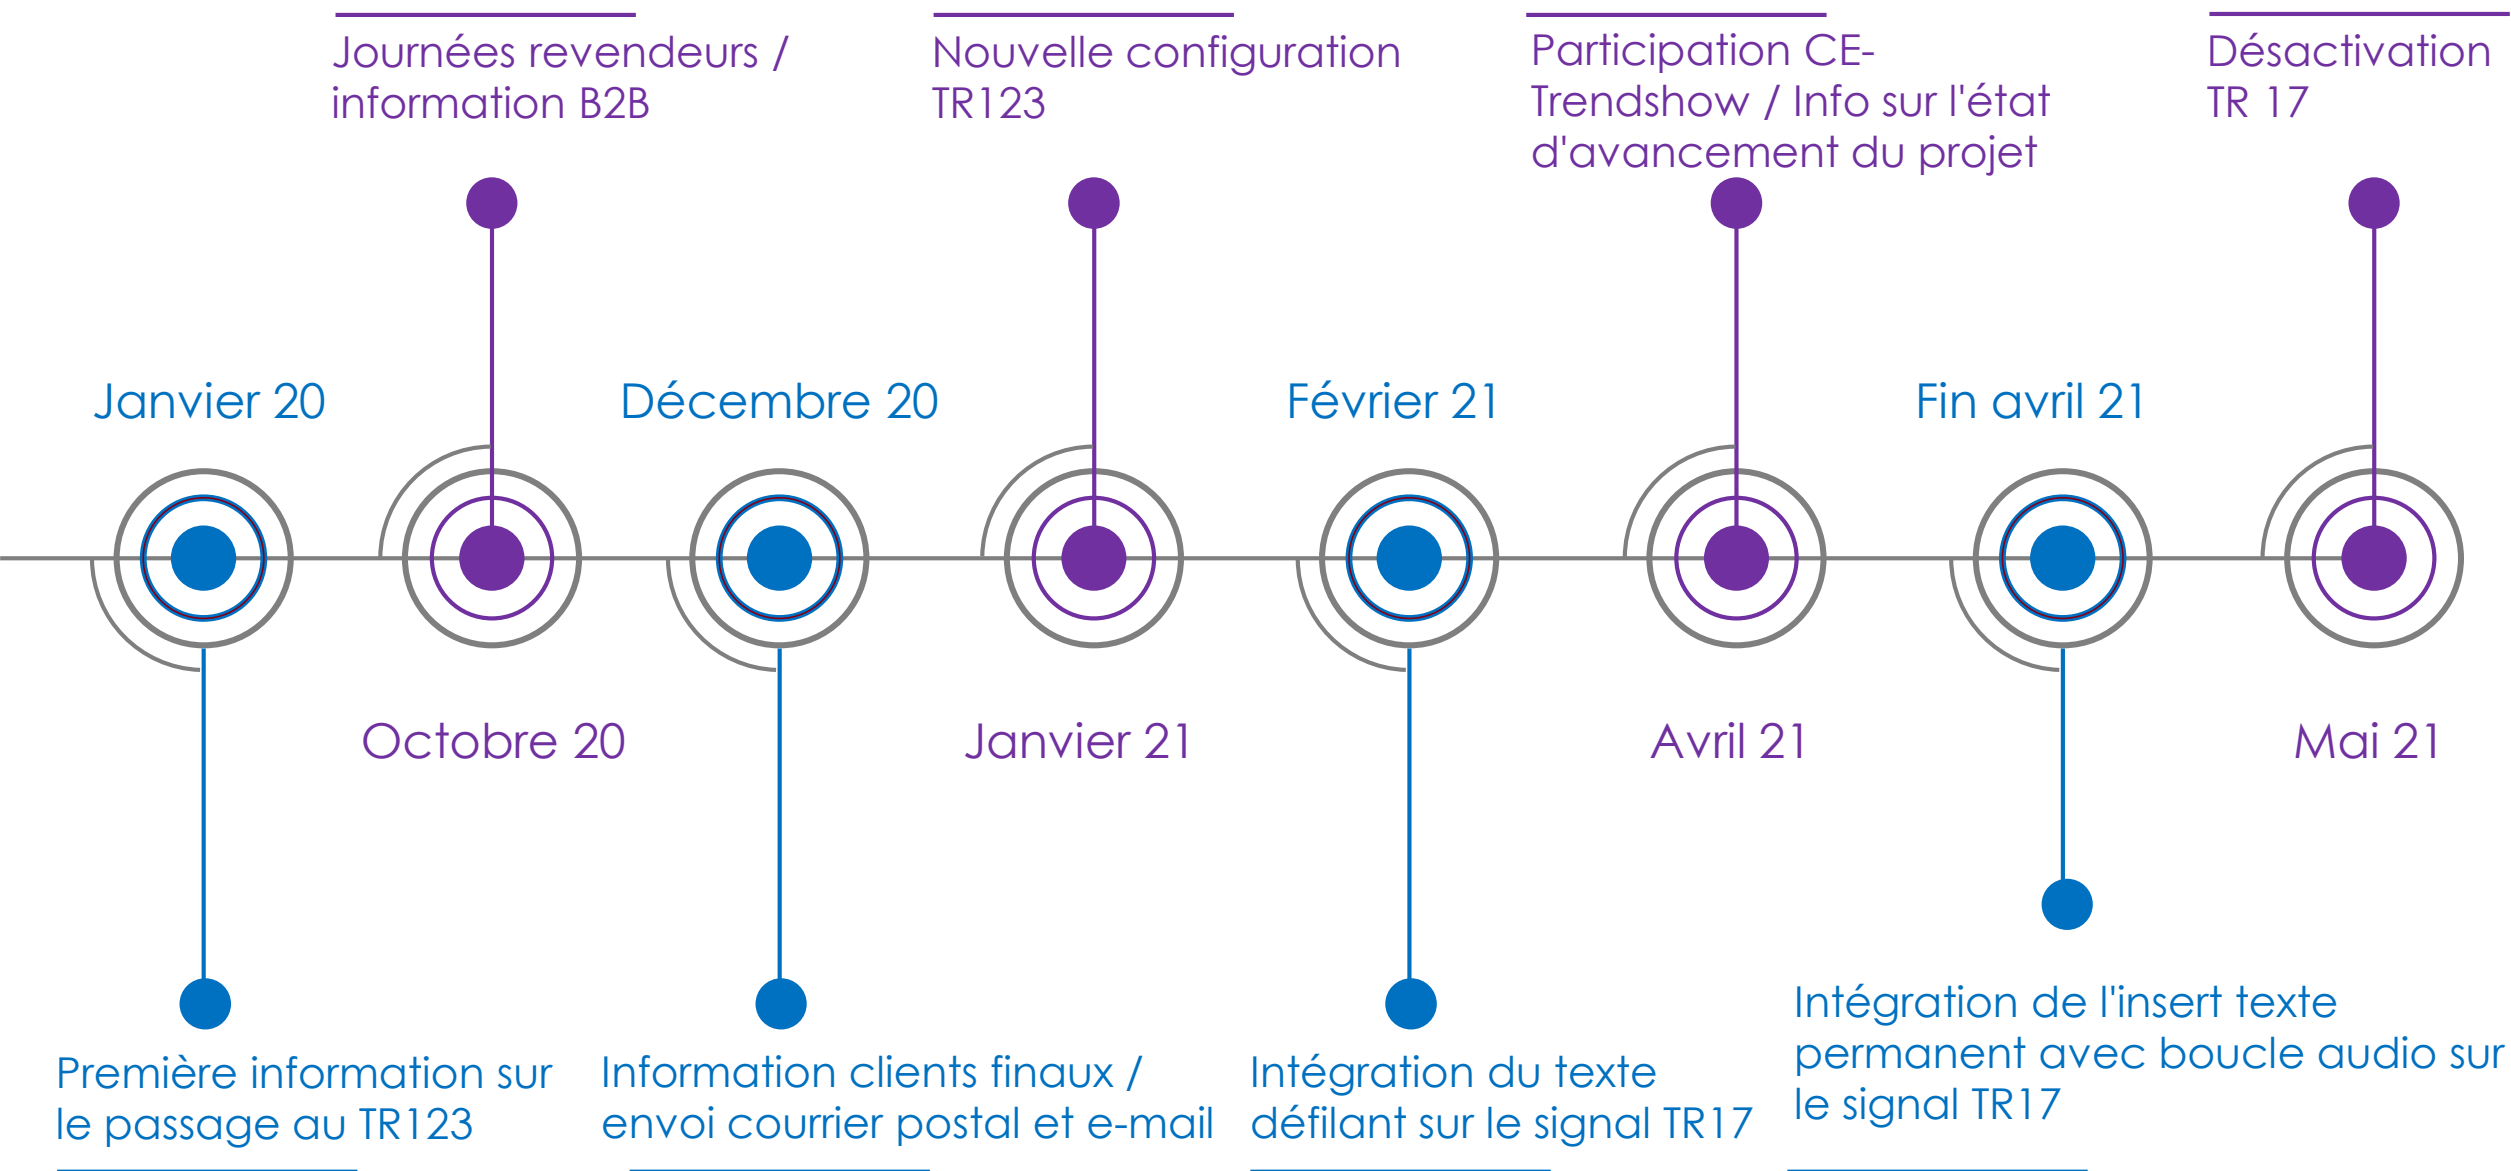 Journées revendeurs /
information B2B
Nouvelle configuration
TR123
Participation CE-
Trendshow / Info sur l'état
d'avancement du projet
Désactivation
TR 17
Janvier 20
Décembre 20
Février 21
Fin avril 21
Octobre 20
Janvier 21
Avril 21
Mai 21
Première information sur
le passage au TR123
Information clients finaux /
envoi courrier postal et e-mail
Intégration du texte
défilant sur le signal TR17
Intégration de l'insert texte
permanent avec boucle audio sur
le signal TR17